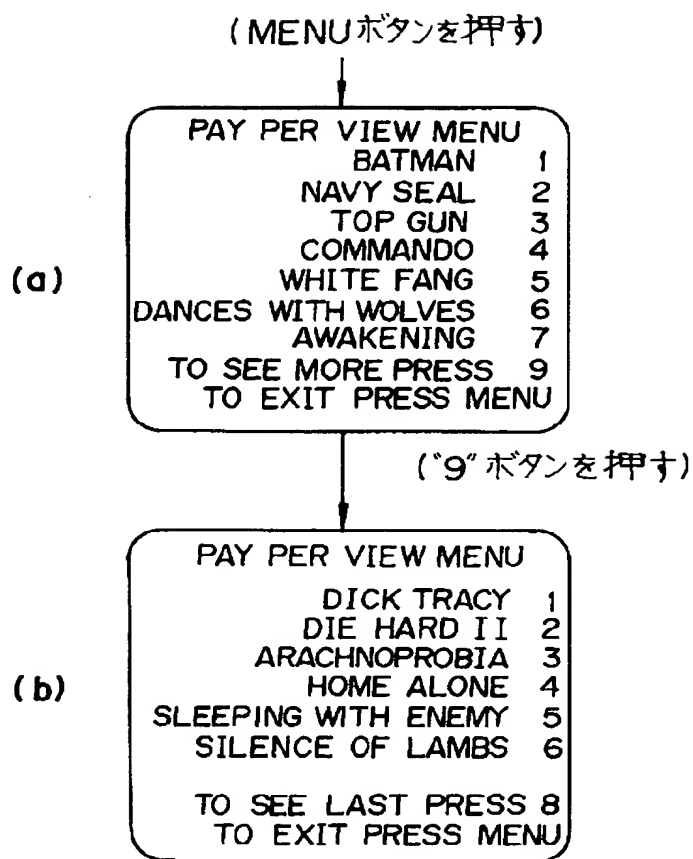 (MENUボタンを押す)
(a)
PAY PER VIEW MENU
BATMAN 1
NAVY SEAL 2
TOP GUN 3
COMMANDO 4
WHITE FANG 5
DANCES WITH WOLVES 6
AWAKENING 7
TO SEE MORE PRESS 9
TO EXIT PRESS MENU
("9"ボタンを押す)
(b)
PAY PER VIEW MENU
DICK TRACY 1
DIE HARD II 2
ARACHNOPROBIA 3
HOME ALONE 4
SLEEPING WITH ENEMY 5
SILENCE OF LAMBS 6
TO SEE LAST PRESS 8
TO EXIT PRESS MENU